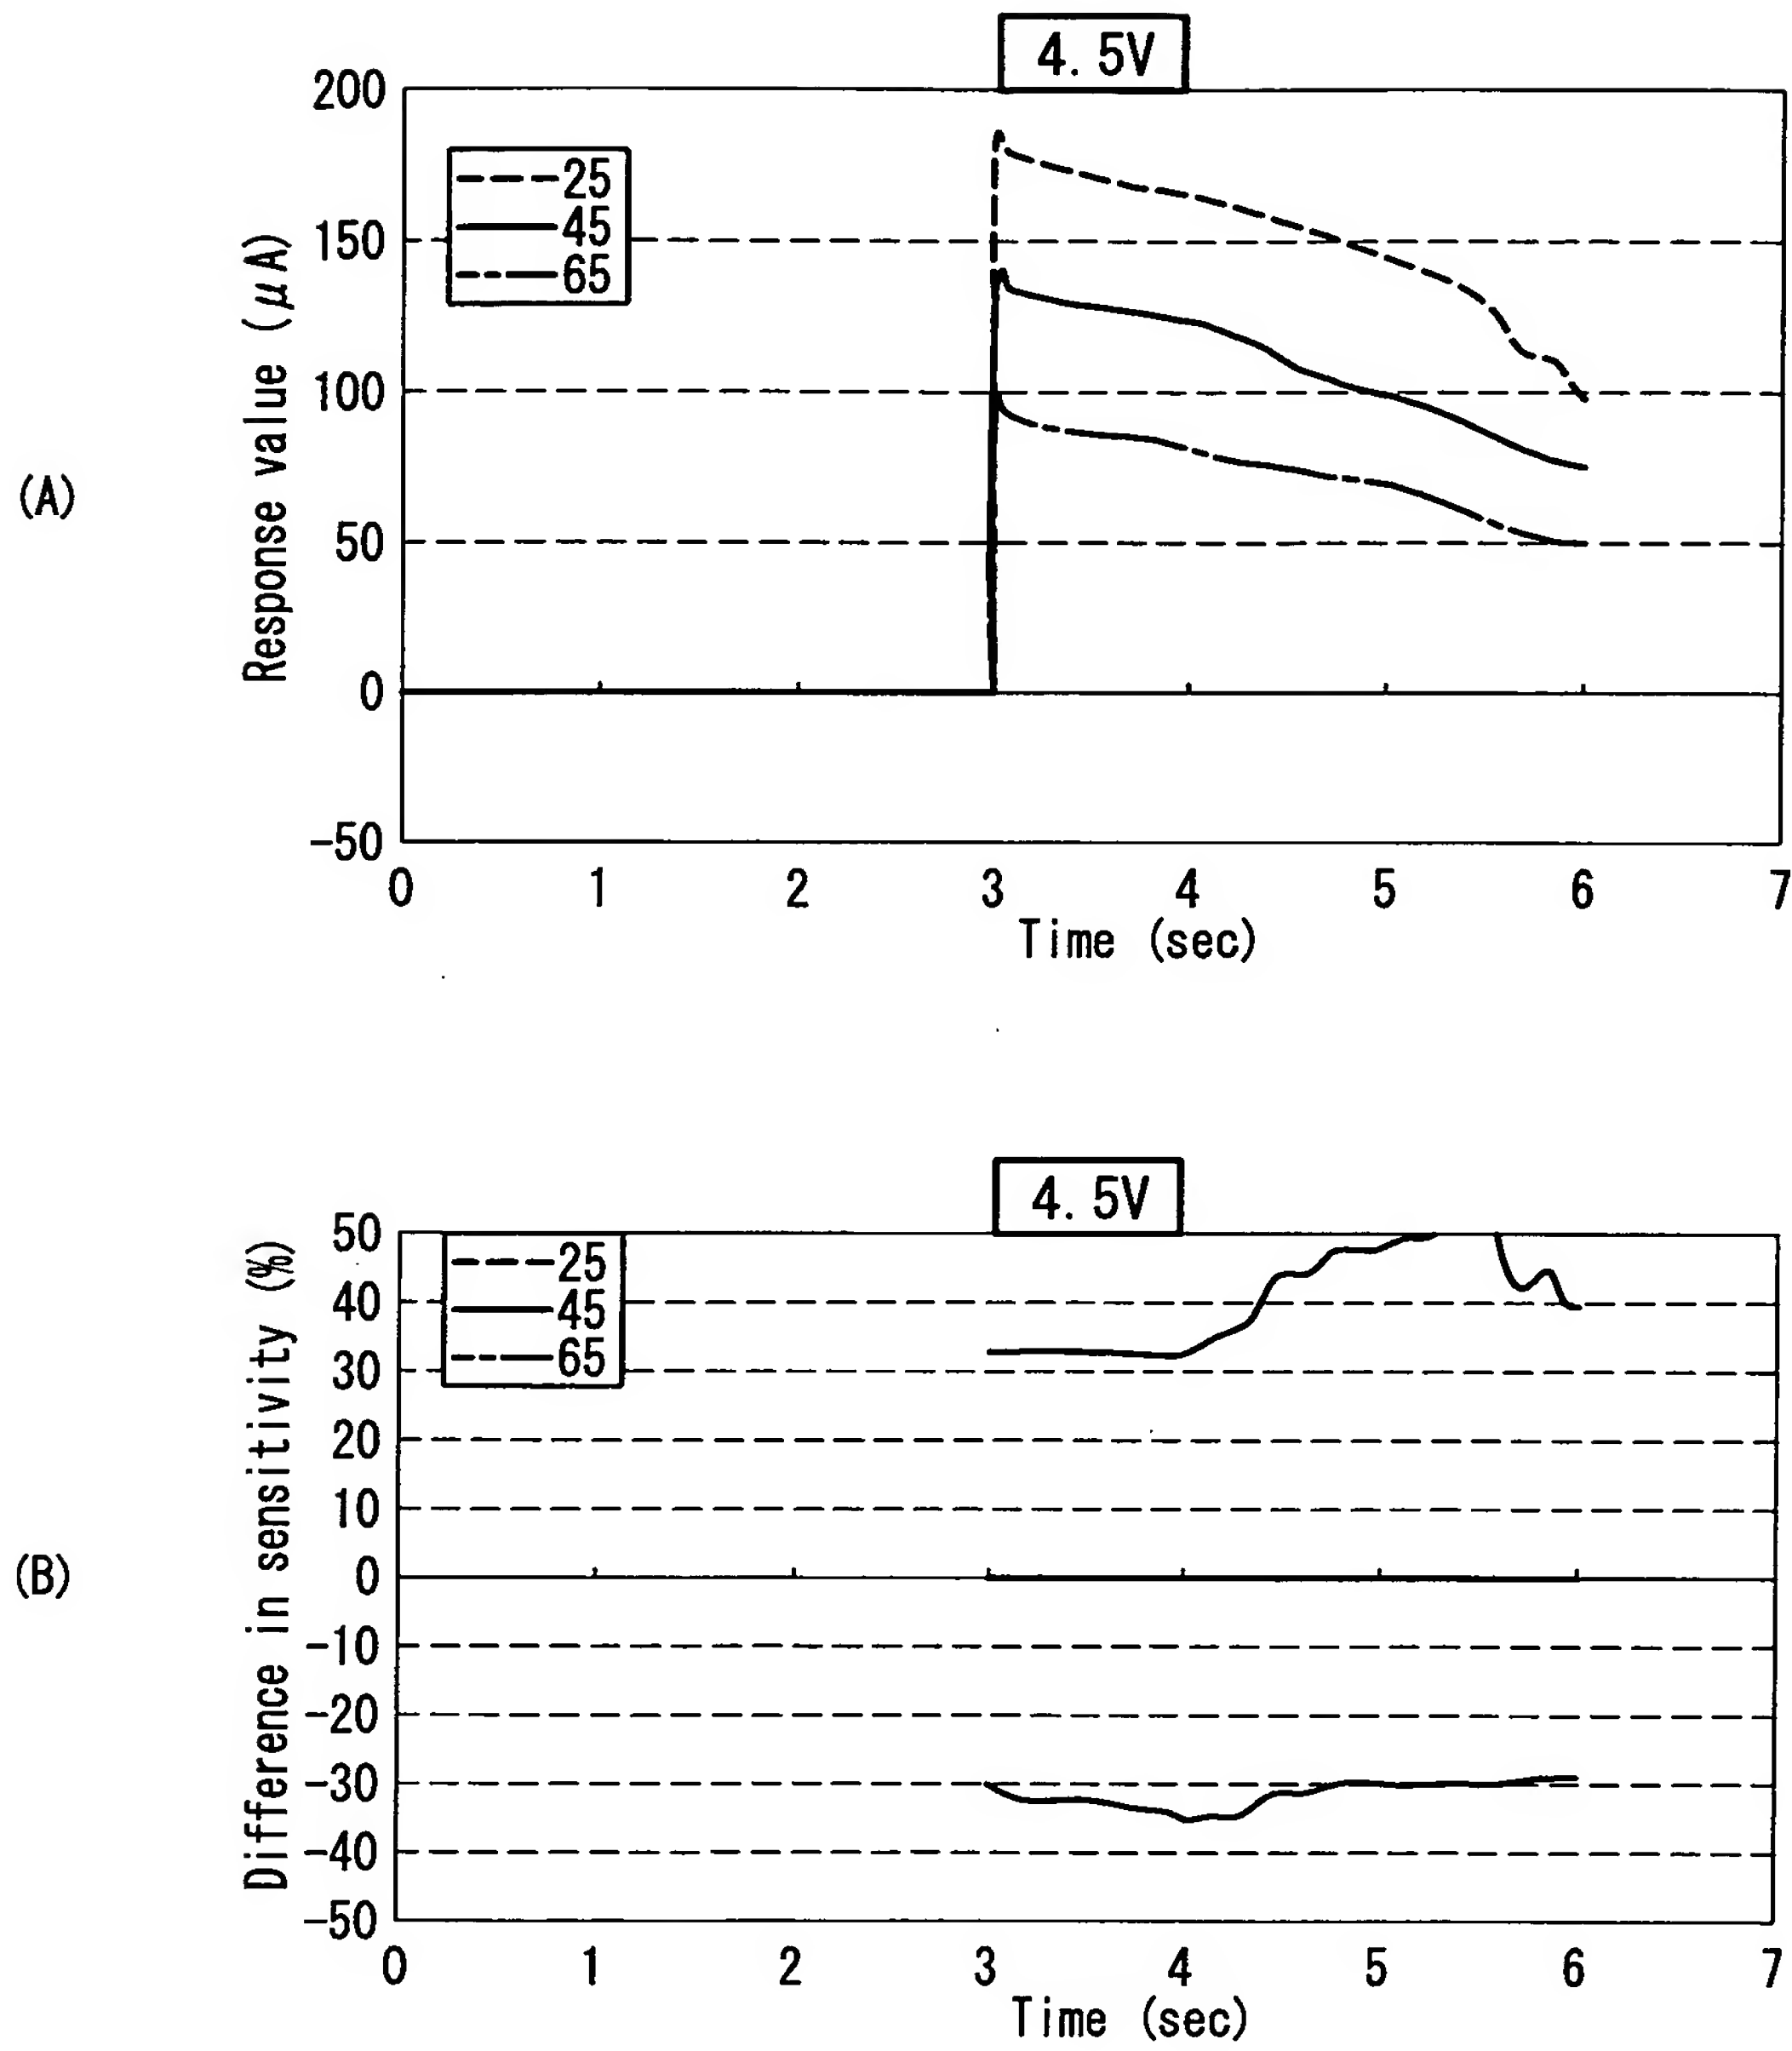 (A)
4.5V
Response value (μA)
200
150
100
50
0
-50
25
45
65
0 1 2 3 4 5 6 7
Time (sec)
(B)
4.5V
Difference in sensitivity (%)
50
40
30
20
10
0
-10
-20
-30
-40
-50
25
45
65
0 1 2 3 4 5 6 7
Time (sec)